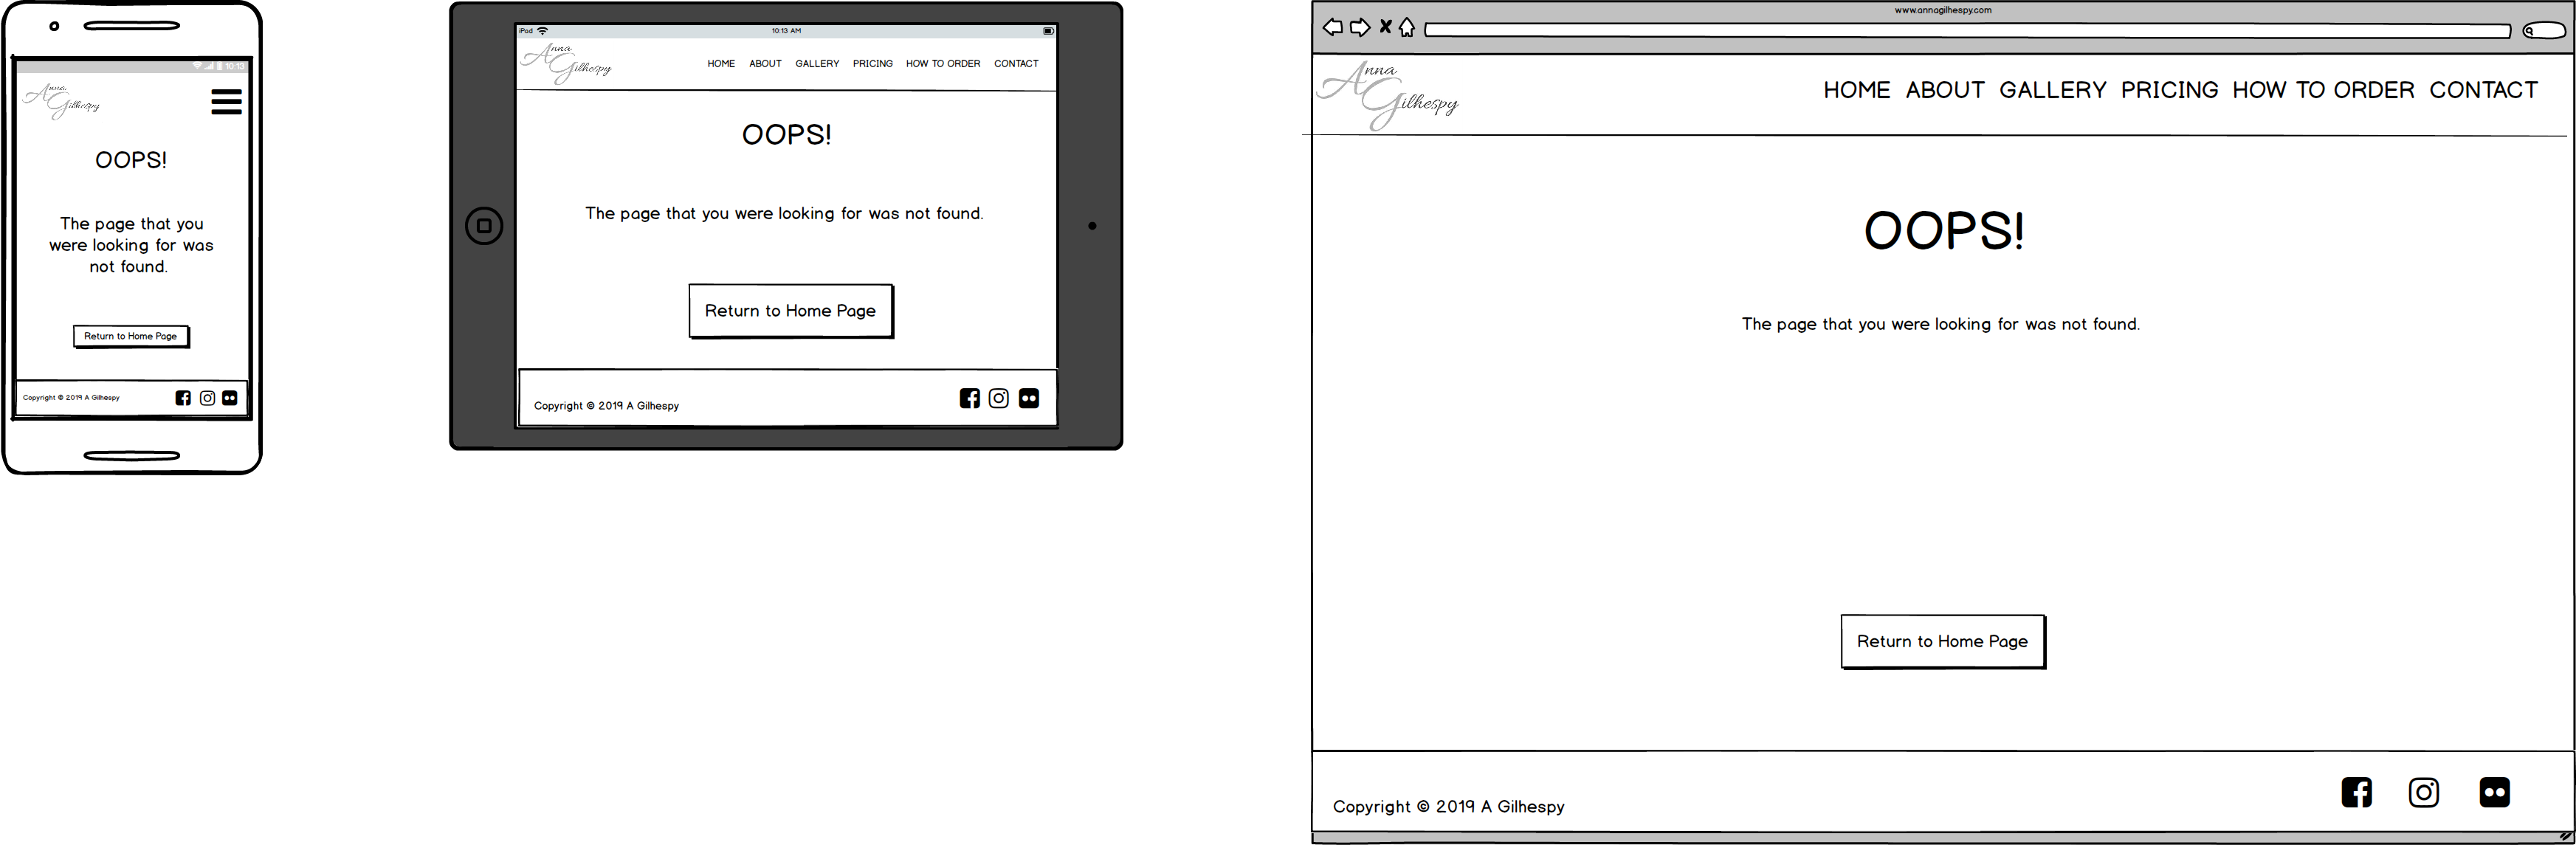 10:13
Anna
Gilhespy
OOPS!
The page that you
were looking for was
not found.
Return to Home Page
Copyright © 2019 A Gilhespy
iPod
10:13 AM
Anna
Gilhespy
HOME ABOUT GALLERY PRICING HOW TO ORDER CONTACT
OOPS!
The page that you were looking for was not found.
Return to Home Page
Copyright © 2019 A Gilhespy
www.annagilhespy.com
Anna
Gilhespy
HOME ABOUT GALLERY PRICING HOW TO ORDER CONTACT
OOPS!
The page that you were looking for was not found.
Return to Home Page
Copyright © 2019 A Gilhespy